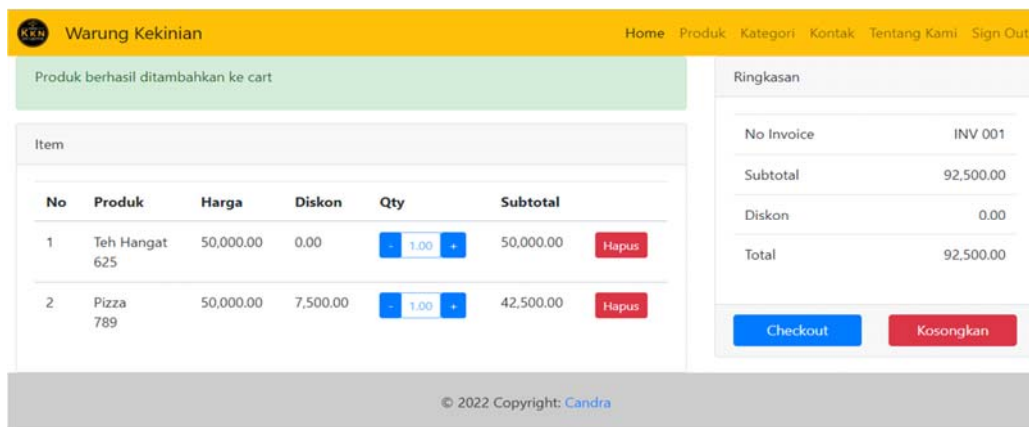 KKN
Warung Kekinian
Home Produk Kategori Kontak Tentang Kami Sign Out
Produk berhasil ditambahkan ke cart
Item
No Produk Harga Diskon Qty Subtotal
1 Teh Hangat 50,000.00 0.00 - 1.00 + 50,000.00 Hapus
625
2 Pizza 50,000.00 7,500.00 - 1.00 + 42,500.00 Hapus
789
Ringkasan
No Invoice INV 001
Subtotal 92,500.00
Diskon 0.00
Total 92,500.00
Checkout Kosongkan
© 2022 Copyright: Candra